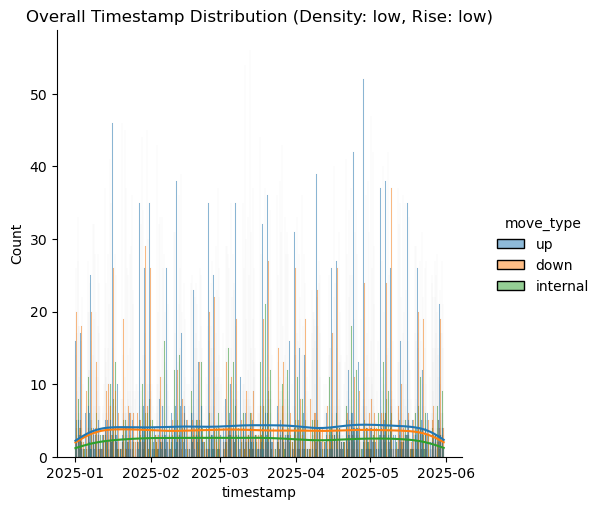 Overall Timestamp Distribution (Density: low, Rise: low)
50
40
30
20
10
0
Count
2025-01 2025-02 2025-03 2025-04 2025-05 2025-06
timestamp
move_type
up
down
internal